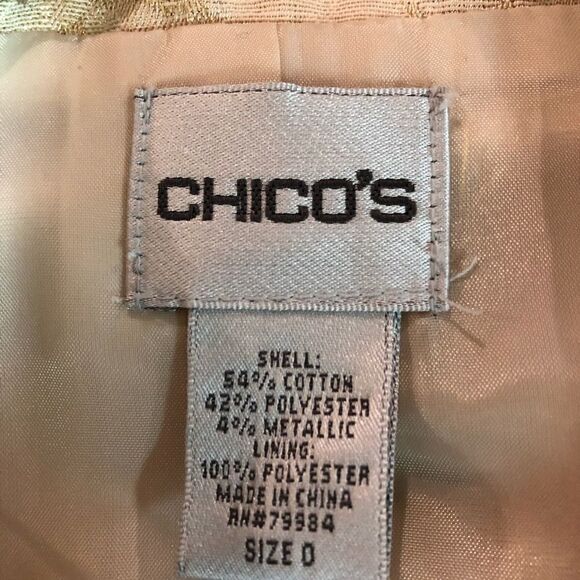 CHICO'S
SHELL:
54% COTTON
42% POLYESTER
4% METALLIC
LINING:
100% POLYESTER
MADE IN CHINA
RN#79984
SIZE 0